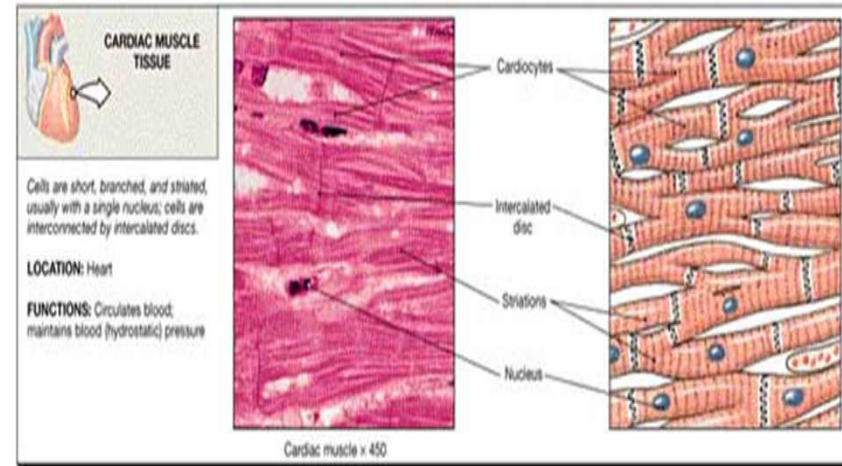 CARDIAC MUSCLE
TISSUE
Cells are short, branched, and striated,
usually with a single nucleus; cells are
interconnected by intercalated discs.
LOCATION: Heart
FUNCTIONS: Circulates blood;
maintains blood (hydrostatic) pressure
Cardiocytes
Intercalated
disc
Striations
Nucleus
Cardiac muscle × 450